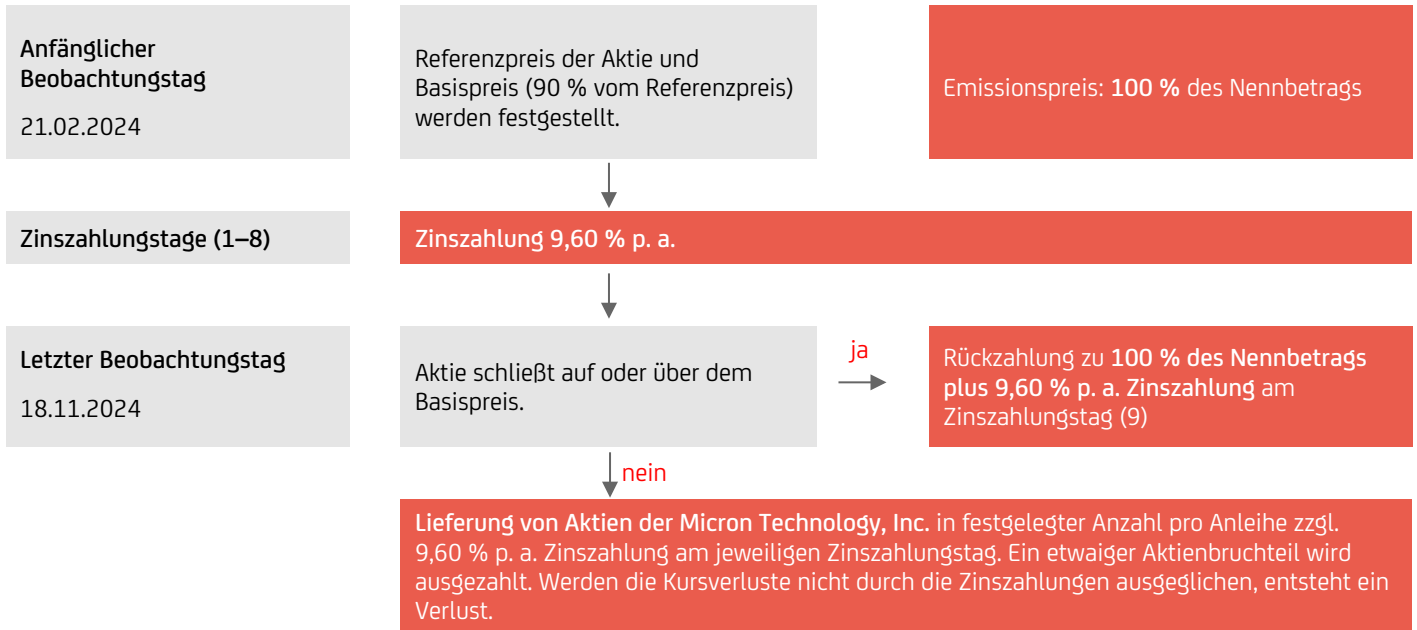 Anfänglicher
Beobachtungstag
21.02.2024
Referenzpreis der Aktie und
Basispreis (90 % vom Referenzpreis)
werden festgestellt.
Emissionspreis: 100 % des Nennbetrags
Zinszahlungstage (1–8)
Zinszahlung 9,60 % p. a.
Letzter Beobachtungstag
18.11.2024
Aktie schließt auf oder über dem
Basispreis.
ja
Rückzahlung zu 100 % des Nennbetrags
plus 9,60 % p. a. Zinszahlung am
Zinszahlungstag (9)
nein
Lieferung von Aktien der Micron Technology, Inc. in festgelegter Anzahl pro Anleihe zzgl.
9,60 % p. a. Zinszahlung am jeweiligen Zinszahlungstag. Ein etwaiger Aktienbruchteil wird
ausgezahlt. Werden die Kursverluste nicht durch die Zinszahlungen ausgeglichen, entsteht ein
Verlust.